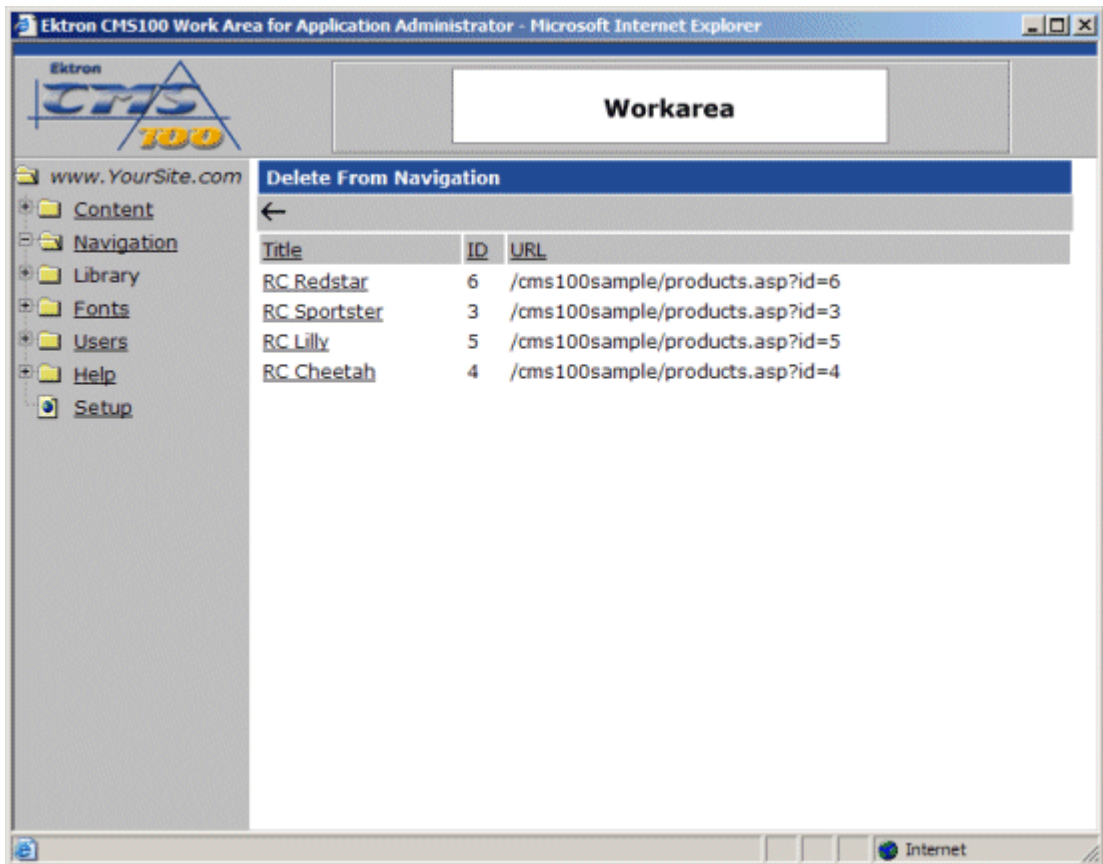 Ektron CMS100 Work Area for Application Administrator - Microsoft Internet Explorer
Ektron
CMS
100
Workarea
www.YourSite.com
Content
Navigation
Library
Fonts
Users
Help
Setup
Delete From Navigation
Title ID URL
RC Redstar 6 /cms100sample/products.asp?id=6
RC Sportster 3 /cms100sample/products.asp?id=3
RC Lilly 5 /cms100sample/products.asp?id=5
RC Cheetah 4 /cms100sample/products.asp?id=4
Internet